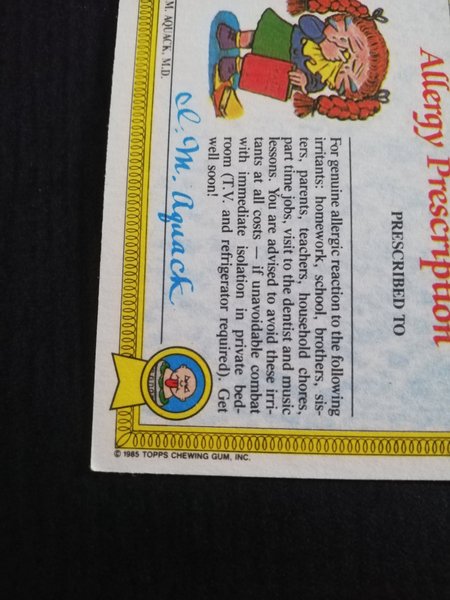 Allergy Prescription
PRESCRIBED TO
For genuine allergic reaction to the following
irritants: homework, school, brothers, sis-
ters, parents, teachers, household chores,
part time jobs, visit to the dentist and music
lessons. You are advised to avoid these irri-
tants at all costs — if unavoidable combat
with immediate isolation in private bed-
room (T.V. and refrigerator required). Get
well soon!
I. M. Aquack
M. AQUACK, M.D.
© 1985 TOPPS CHEWING GUM, INC.